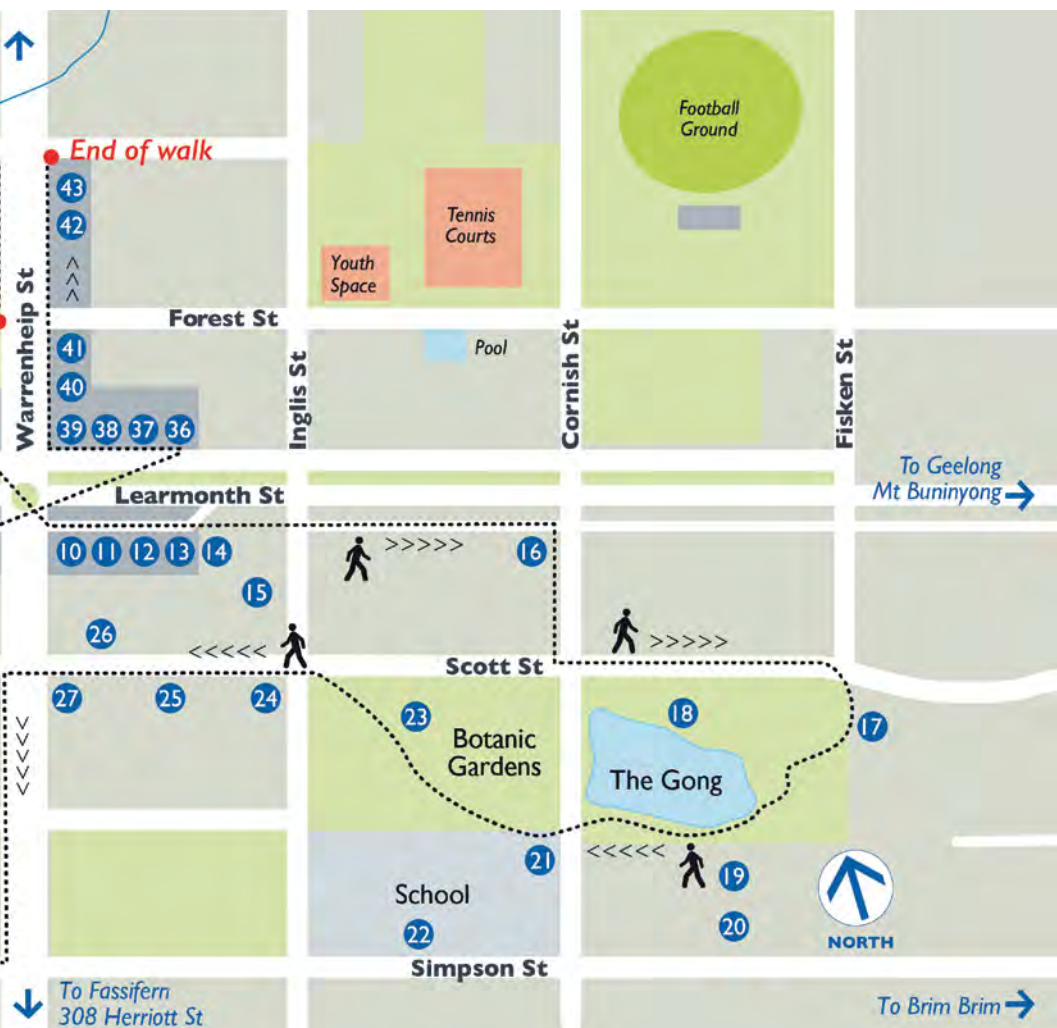 Football
Ground
End of walk
43
42
Tennis
Courts
Youth
Space
^ ^ ^
Warrenheip St
Forest St
Inglis St
Cornish St
Fisken St
41
Pool
40
39 38 37 36
To Geelong
Mt Buninyong
Learmonth St
10 11 12 13 14
>>>>>
16
15
26
<<<<<
>>>>>
Scott St
27 25 24
23
18
17
Botanic
Gardens
The Gong
<<<<<
21
<<<<<
19
School
20
22
NORTH
Simpson St
To Fassifern
308 Herriott St
To Brim Brim